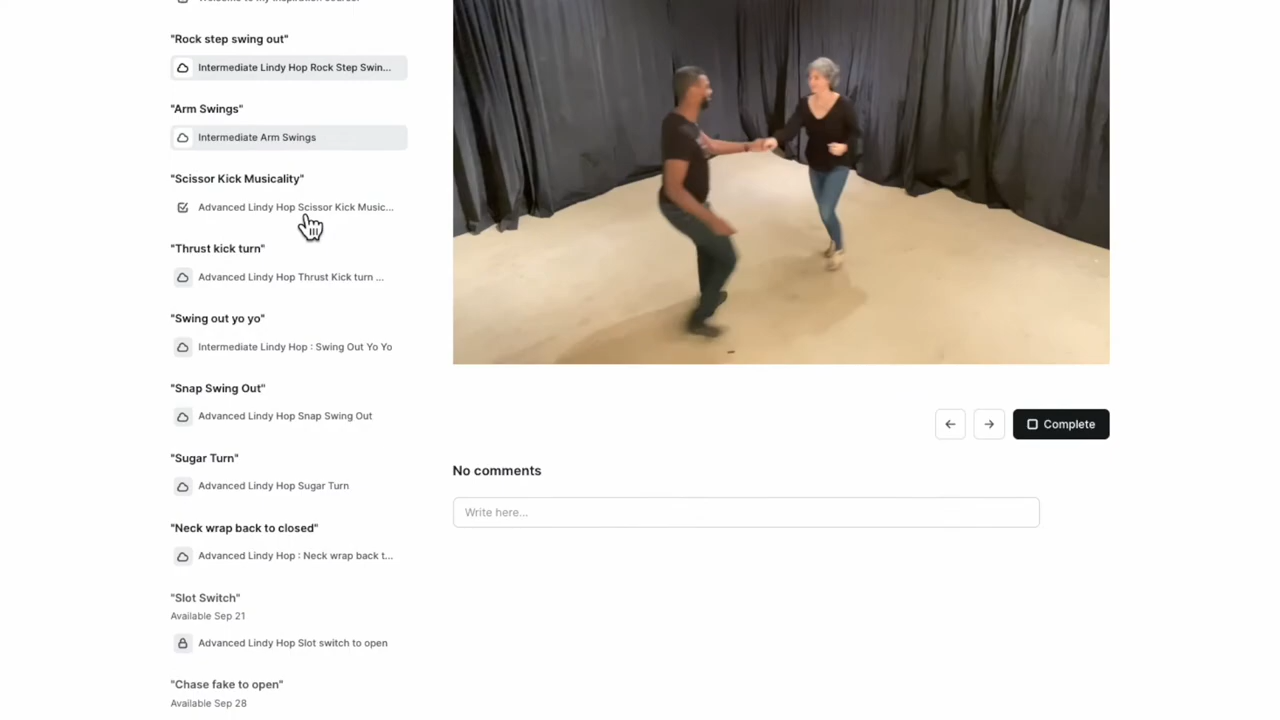 "Rock step swing out"
Intermediate Lindy Hop Rock Step Swin...
"Arm Swings"
Intermediate Arm Swings
"Scissor Kick Musicality"
Advanced Lindy Hop Scissor Kick Music...
"Thrust kick turn"
Advanced Lindy Hop Thrust Kick turn ...
"Swing out yo yo"
Intermediate Lindy Hop : Swing Out Yo Yo
"Snap Swing Out"
Advanced Lindy Hop Snap Swing Out
"Sugar Turn"
Advanced Lindy Hop Sugar Turn
"Neck wrap back to closed"
Advanced Lindy Hop : Neck wrap back t...
"Slot Switch"
Available Sep 21
Advanced Lindy Hop Slot switch to open
"Chase fake to open"
Available Sep 28
Complete
No comments
Write here...